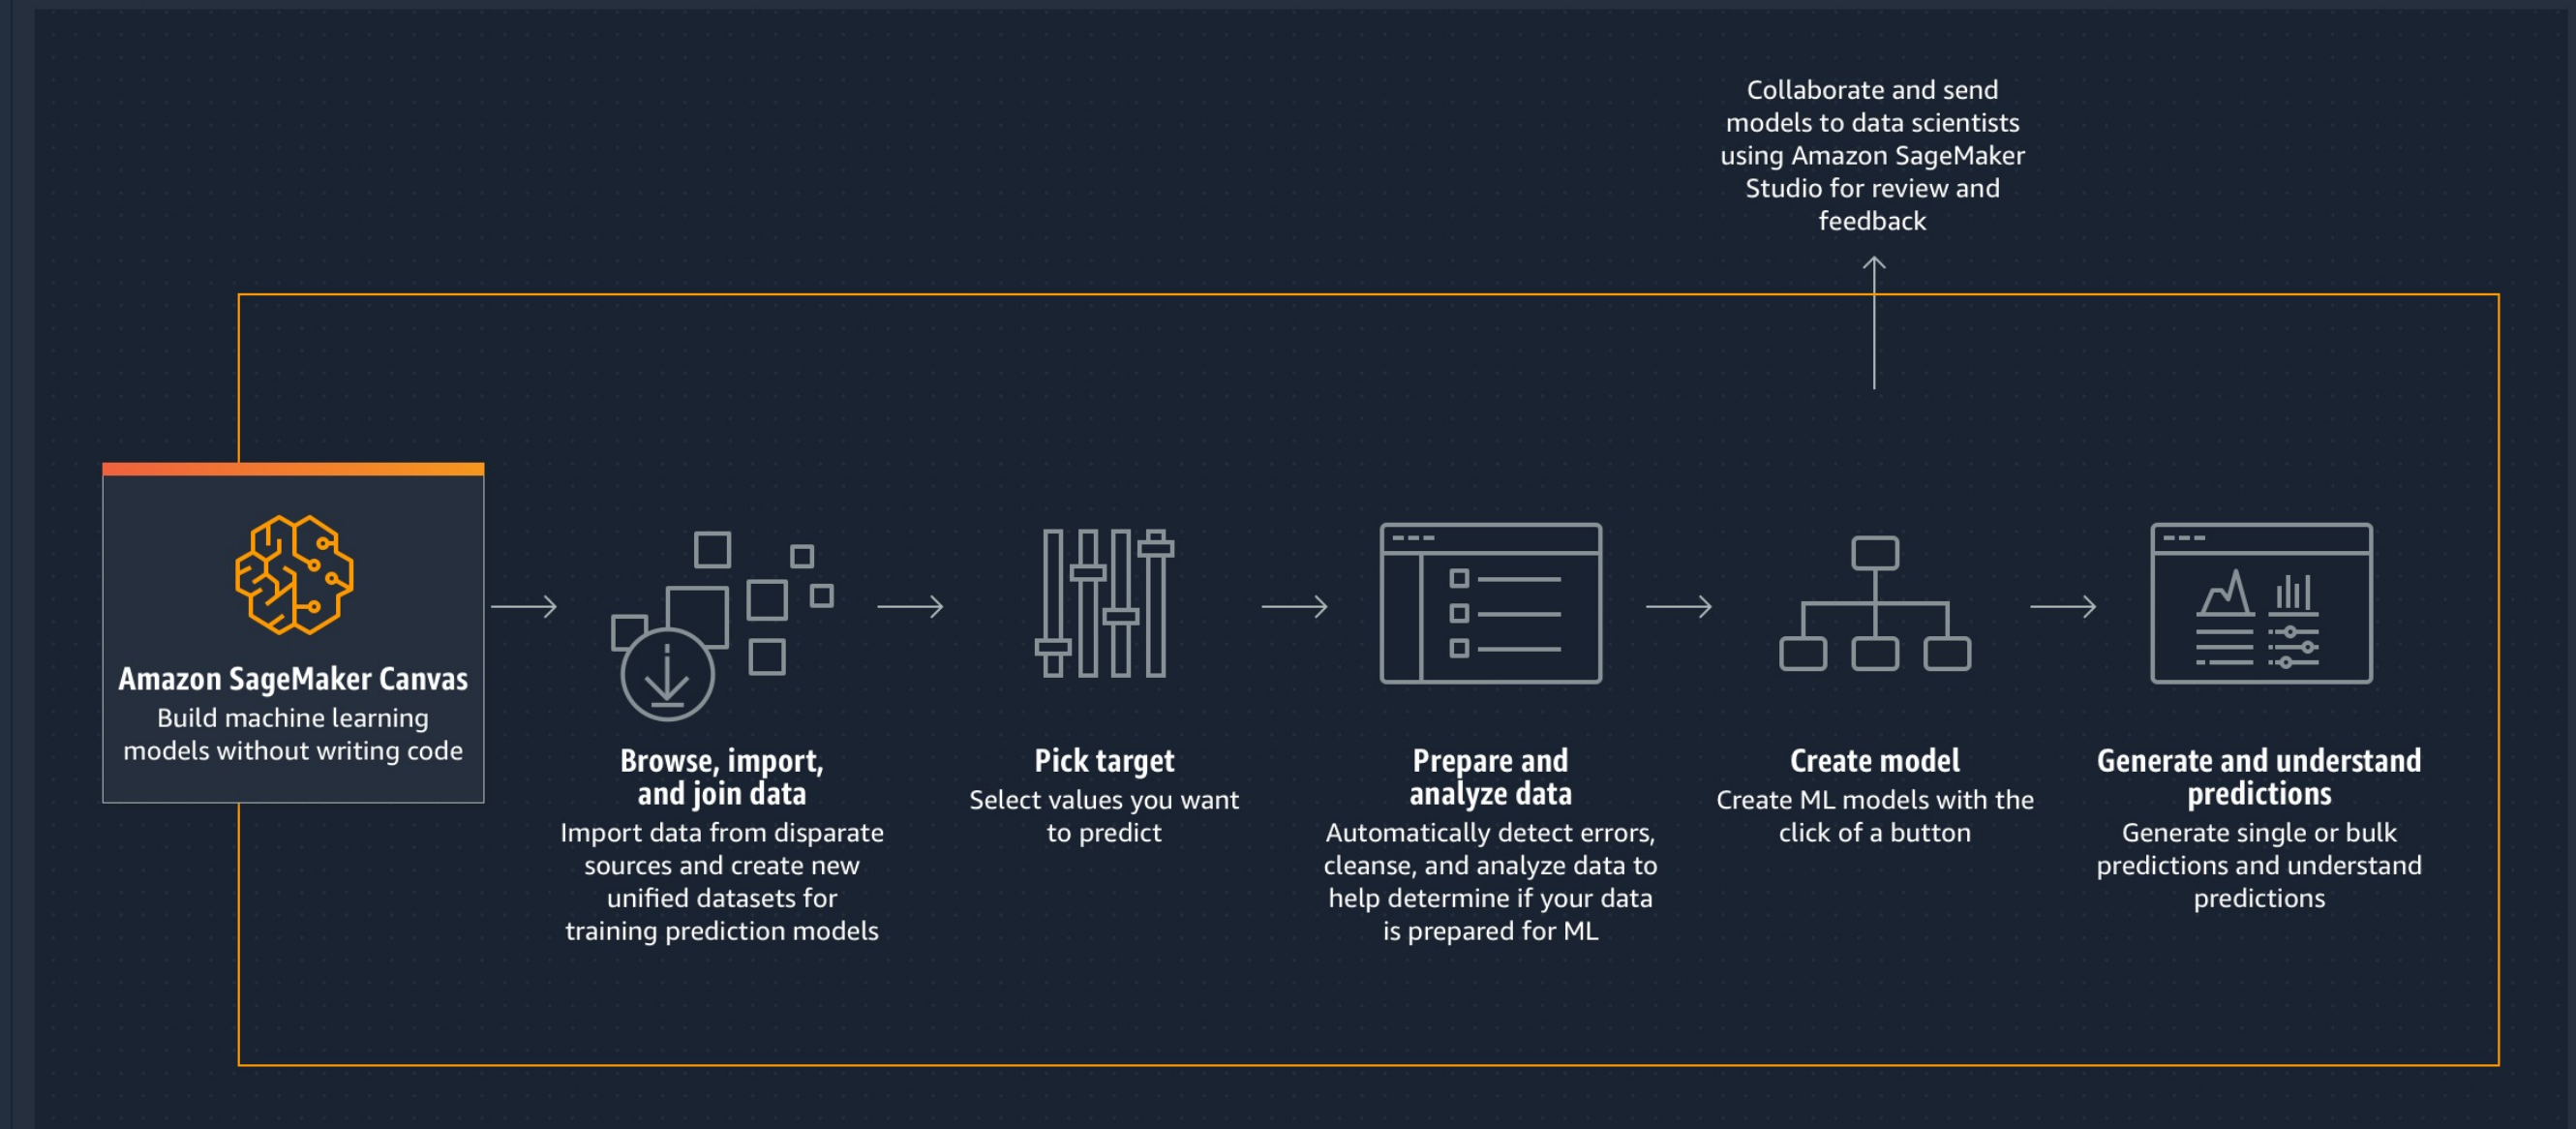 Collaborate and send
models to data scientists
using Amazon SageMaker
Studio for review and
feedback
Amazon SageMaker Canvas
Build machine learning
models without writing code
Browse, import,
and join data
Import data from disparate
sources and create new
unified datasets for
training prediction models
Pick target
Select values you want
to predict
Prepare and
analyze data
Automatically detect errors,
cleanse, and analyze data to
help determine if your data
is prepared for ML
Create model
Create ML models with the
click of a button
Generate and understand
predictions
Generate single or bulk
predictions and understand
predictions